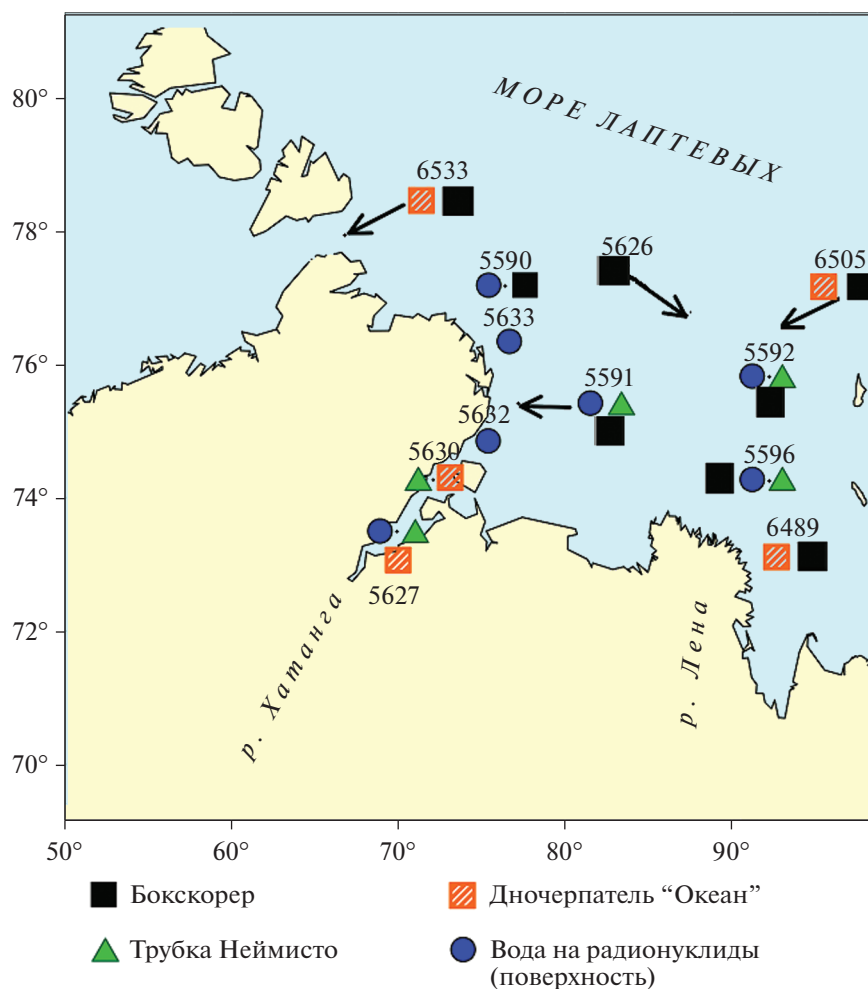 80°
78°
76°
74°
72°
70°
50°
60°
70°
80°
90°
МОРЕ ЛАПТЕВЫХ
6533
5590
5626
6505
5633
5592
5591
5632
5630
5596
6489
5627
р. Хатанга
р. Лена
Бокскорер
Дночерпатель “Океан”
Трубка Неймисто
Вода на радионуклиды
(поверхность)